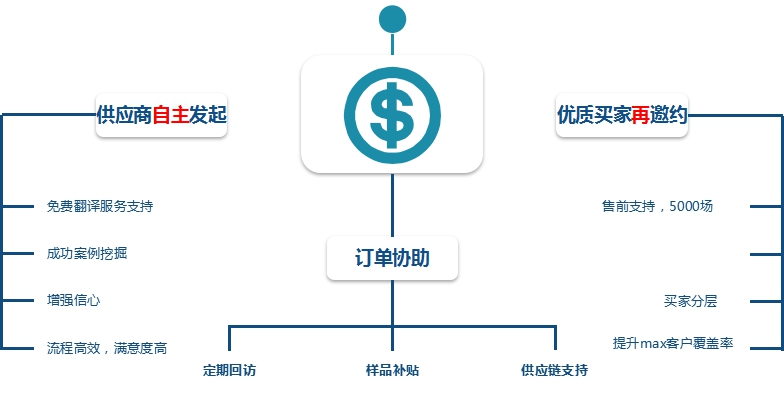 供应商自主发起
优质买家再邀约
免费翻译服务支持
成功案例挖掘
增强信心
流程高效，满意度高
售前支持，5000场
买家分层
提升max客户覆盖率
订单协助
定期回访
样品补贴
供应链支持